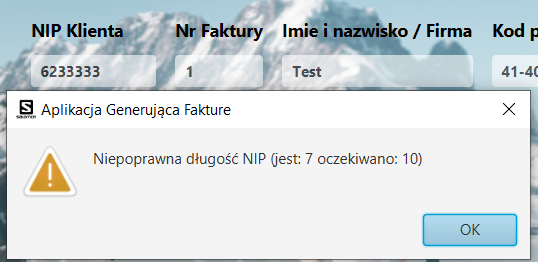 NIP Klienta Nr Faktury Imie i nazwisko / Firma Kod p
6233333 1 Test 41-40
SALOMON Aplikacja Generująca Fakture
Niepoprawna długość NIP (jest: 7 oczekiwano: 10)
OK